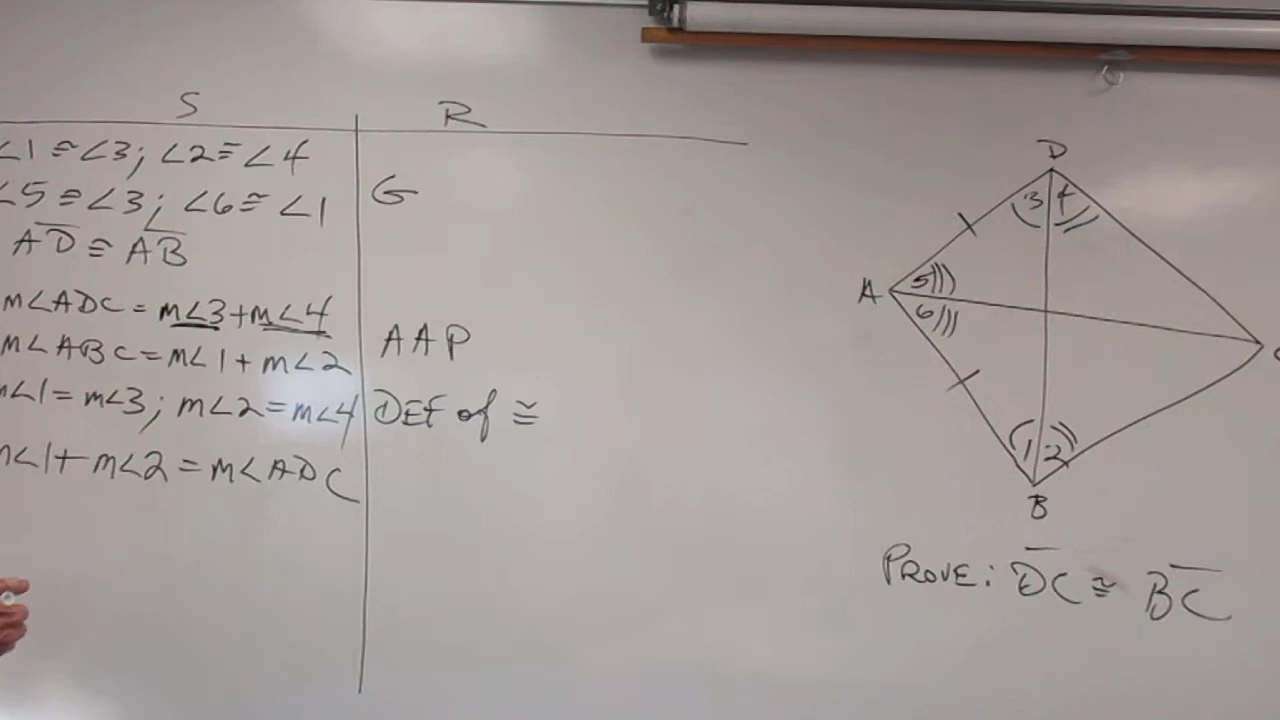 S R
∠1 ≅ ∠3; ∠2 ≅ ∠4
∠5 ≅ ∠3; ∠6 ≅ ∠1 G
AD ≅ AB
m∠ADC = m∠3 + m∠4
m∠ABC = m∠1 + m∠2 AAP
m∠1 = m∠3; m∠2 = m∠4 DEF of ≅
m∠1 + m∠2 = m∠ADC
D
3 4
A 5
6
C
1 2
B
PROVE: DC ≅ BC